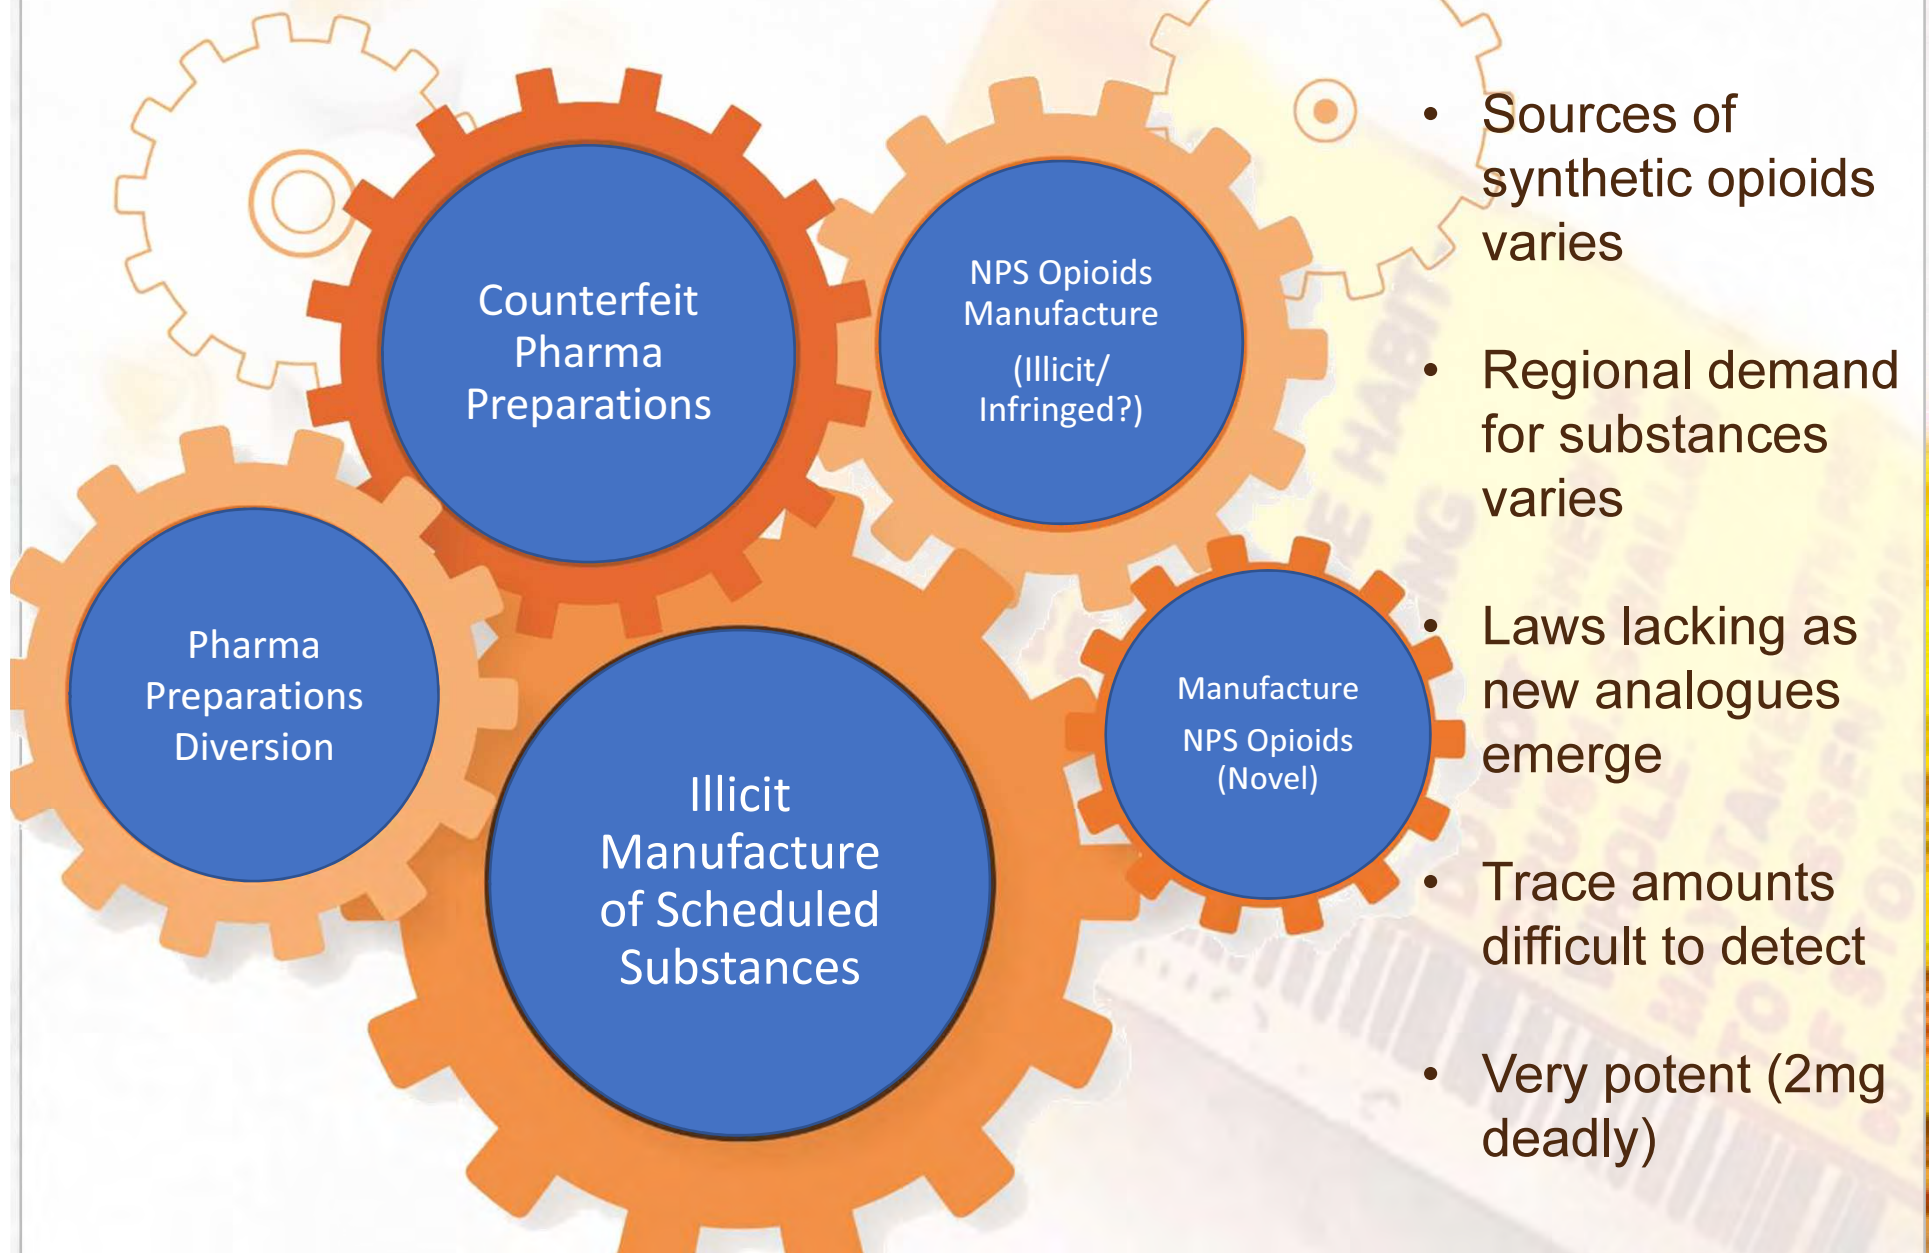 Counterfeit
Pharma
Preparations
NPS Opioids
Manufacture
(Illicit/
Infringed?)
Pharma
Preparations
Diversion
Illicit
Manufacture
of Scheduled
Substances
Manufacture
NPS Opioids
(Novel)
• Sources of
synthetic opioids
varies
• Regional demand
for substances
varies
• Laws lacking as
new analogues
emerge
• Trace amounts
difficult to detect
• Very potent (2mg
deadly)